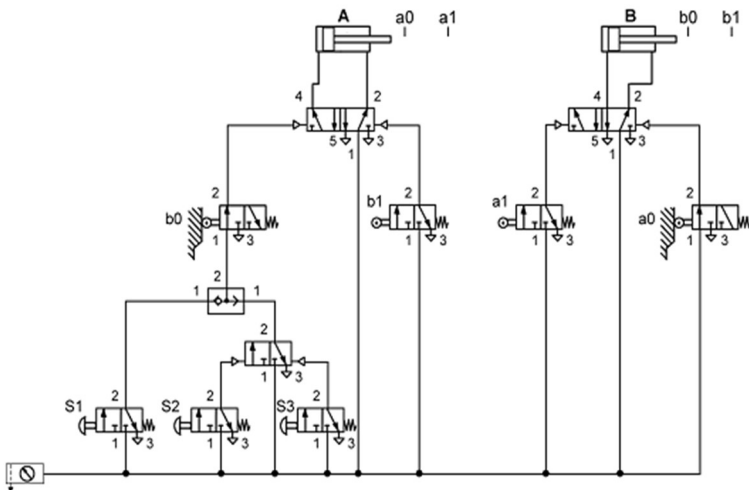 A a0 a1 B b0 b1
4 2 4 2
5 3 5 3
1 1
2 2 2 2
b0 b1 a1 a0
1 3 1 3 1 3 1 3
2
1 1
2
1 3
2 2 2
S1 S2 S3
1 3 1 3 1 3